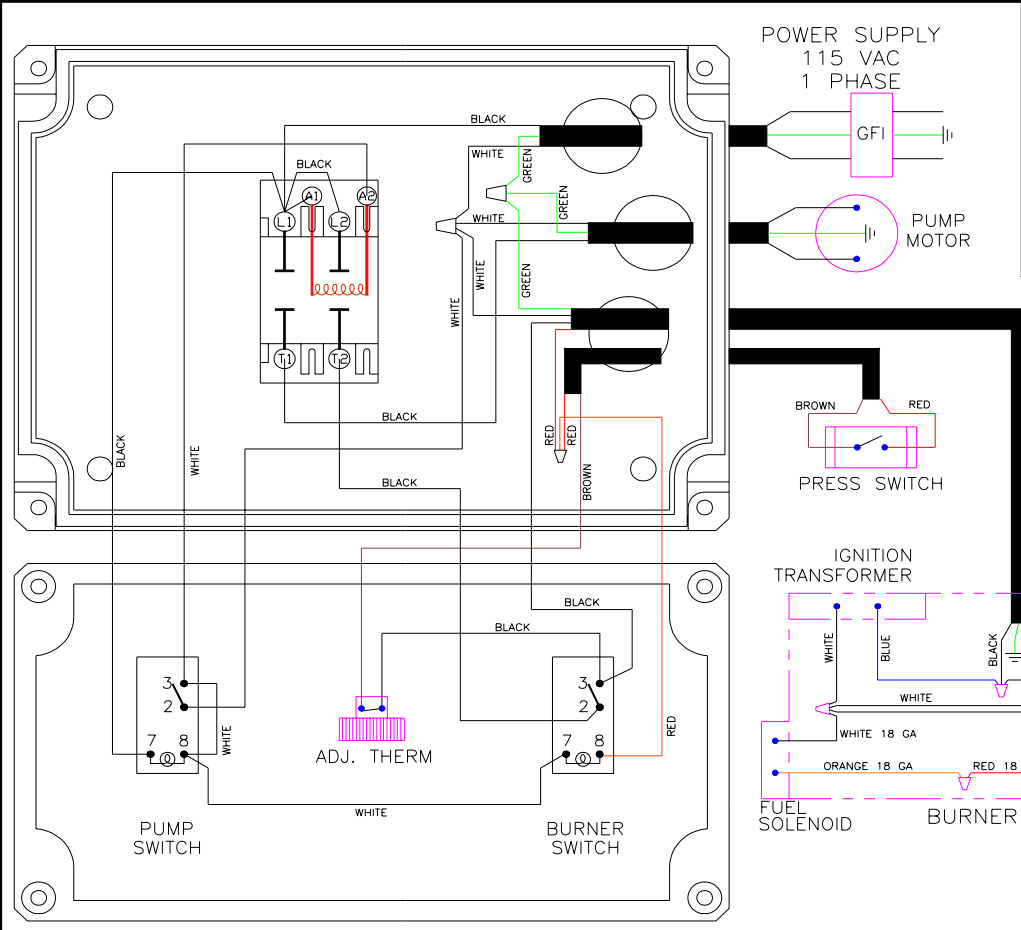 POWER SUPPLY
115 VAC
1 PHASE
GFI
BLACK
WHITE
GREEN
BLACK
A1
A2
L1
L2
GREEN
WHITE
PUMP
MOTOR
WHITE
GREEN
WHITE
T1
T2
BLACK
BROWN
RED
RED
RED
BLACK
WHITE
BLACK
BROWN
PRESS SWITCH
IGNITION
TRANSFORMER
BLACK
BLACK
WHITE
BLUE
BLACK
3
2
7
8
WHITE
ADJ. THERM
3
2
7
8
RED
WHITE
WHITE 18 GA
ORANGE 18 GA
RED 18
WHITE
FUEL
SOLENOID
BURNER
PUMP
SWITCH
BURNER
SWITCH